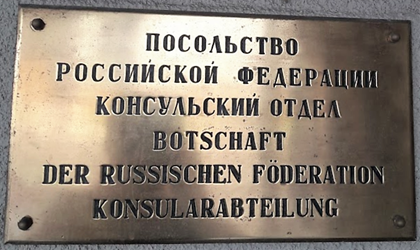 ПОСОЛЬСТВО
РОССИЙСКОЙ ФЕДЕРАЦИИ
КОНСУЛЬСКИЙ ОТДЕЛ
BOTSCHAFT
DER RUSSISCHEN FÖDERATION
KONSULARABTEILUNG